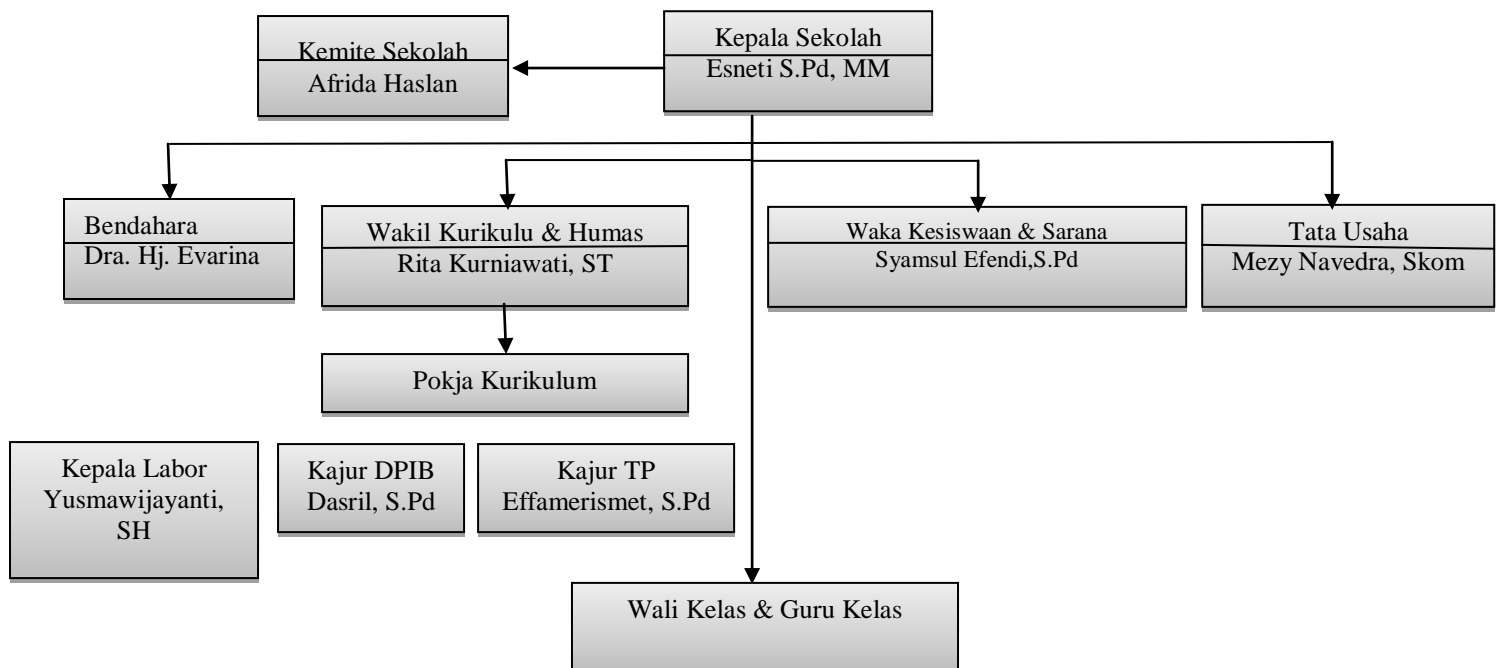 Kemite Sekolah
Afrida Haslan
Kepala Sekolah
Esneti S.Pd, MM
Bendahara
Dra. Hj. Evarina
Wakil Kurikulu & Humas
Rita Kurniawati, ST
Waka Kesiswaan & Sarana
Syamsul Efendi,S.Pd
Tata Usaha
Mezy Navedra, Skom
Pokja Kurikulum
Kepala Labor
Yusmawijayanti,
SH
Kajur DPIB
Dasril, S.Pd
Kajur TP
Effamerismet, S.Pd
Wali Kelas & Guru Kelas